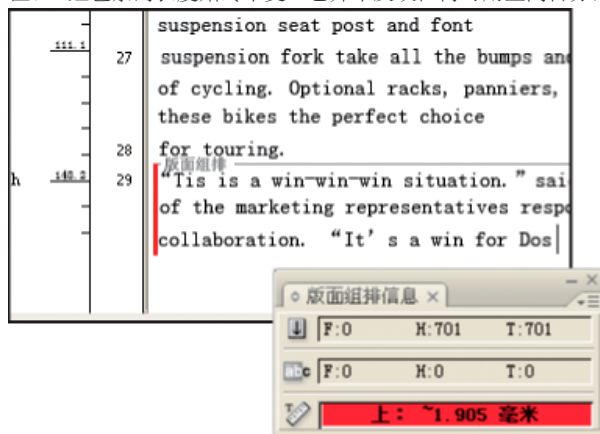 suspension seat post and font
111.1
27 suspension fork take all the bumps and
of cycling. Optional racks, panniers,
these bikes the perfect choice
28 for touring.
版面组排
h 148.2 29 “Tis is a win-win-win situation.” sai
of the marketing representatives resp
collaboration. “It’s a win for Dos
版面组排信息 ×
F:0 H:701 T:701
c F:0 H:0 T:0
上： ~1.905 毫米